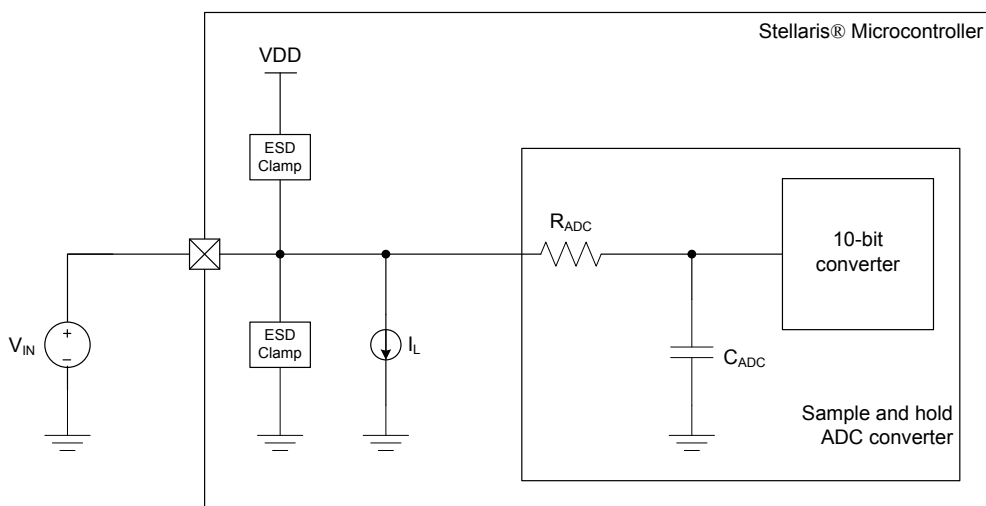 Stellaris® Microcontroller
VDD
ESD
Clamp
R_ADC
10-bit
converter
V_IN
+
−
ESD
Clamp
I_L
C_ADC
Sample and hold
ADC converter